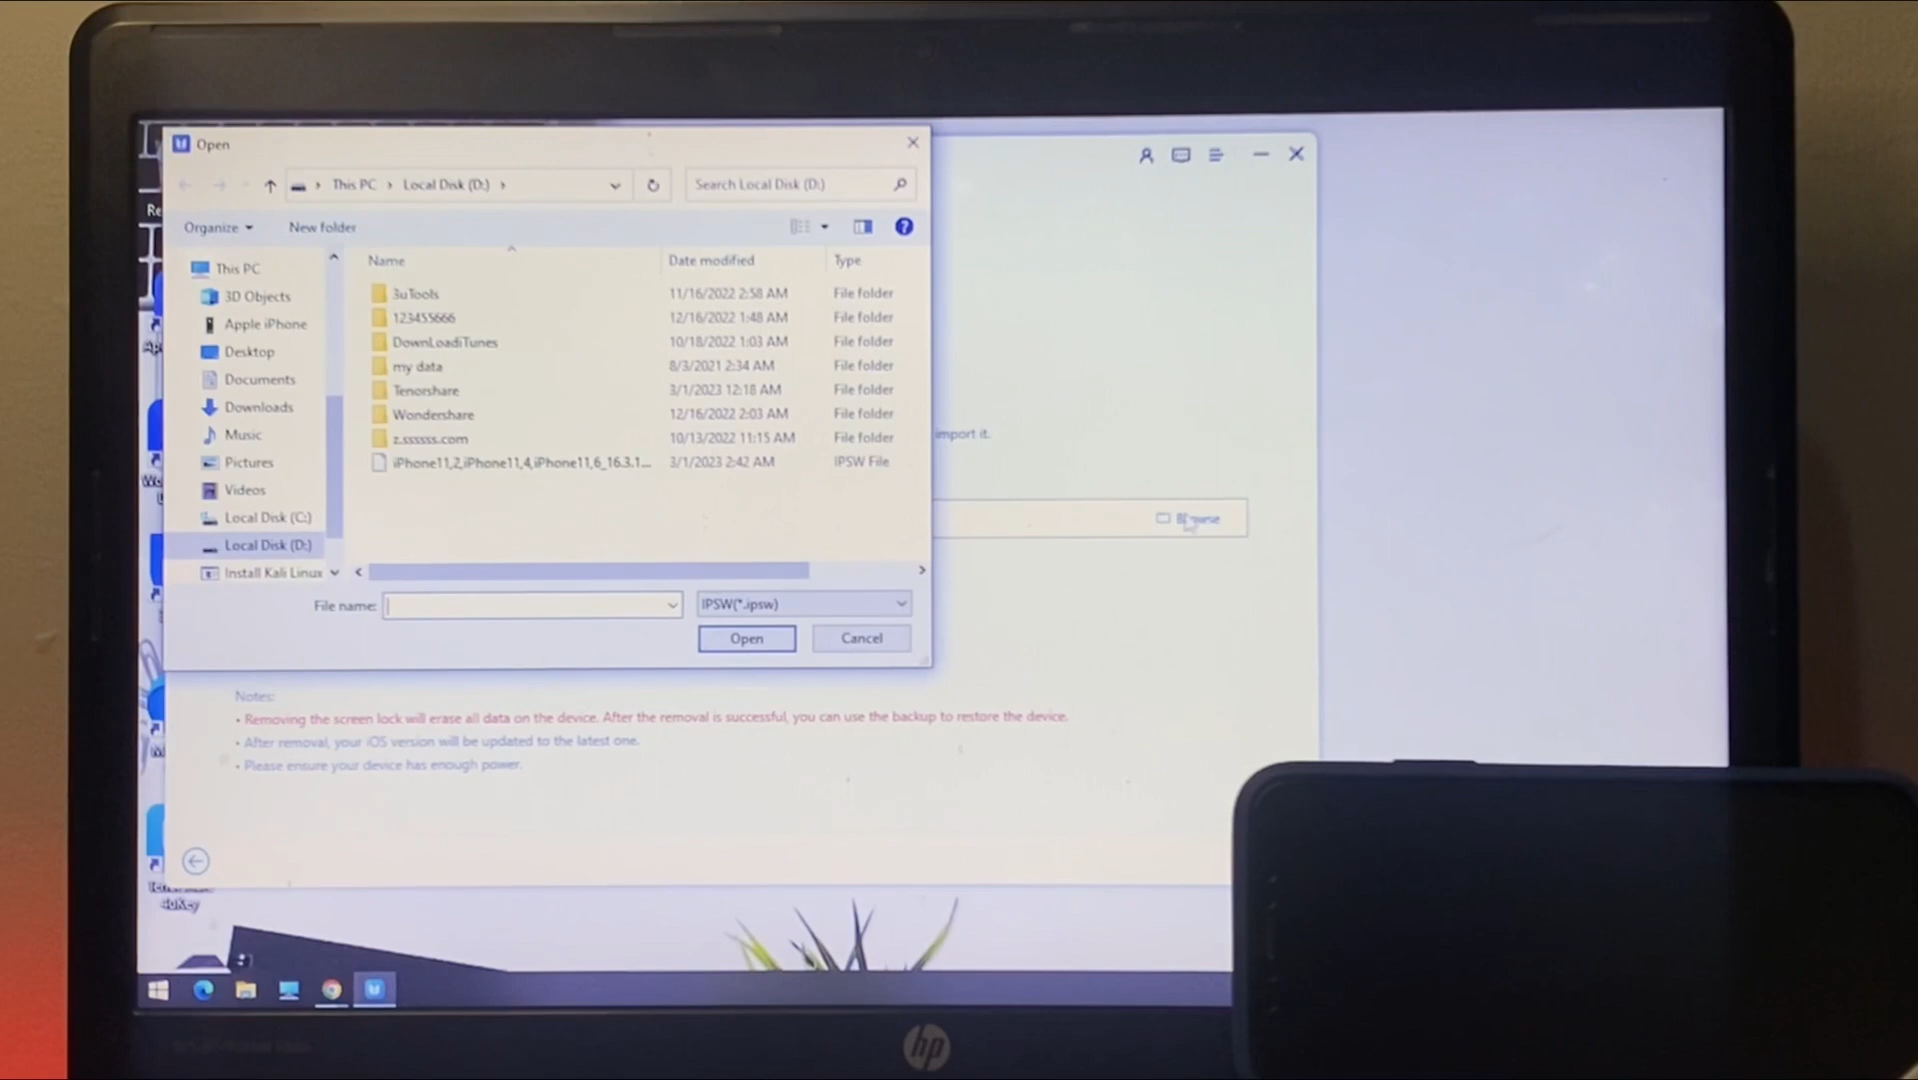 Open
This PC
Local Disk (D:)
Search Local Disk (D:)
Organize
New folder
Re
This PC
3D Objects
Apple iPhone
Desktop
Documents
Downloads
Music
Pictures
Videos
Local Disk (C:)
Local Disk (D:)
Install Kali Linux
Name Date modified Type
3uTools 11/16/2022 2:58 AM File folder
123455666 12/16/2022 1:48 AM File folder
DownLoadiTunes 10/18/2022 1:03 AM File folder
my data 8/3/2021 2:34 AM File folder
Tenorshare 3/1/2023 12:18 AM File folder
Wondershare 12/16/2022 2:03 AM File folder
z.ssssss.com 10/13/2022 11:15 AM File folder
iPhone11,2,iPhone11,4,iPhone11,6_16.3.1... 3/1/2023 2:42 AM IPSW File
import it.
Browse
File name:
IPSW(*.ipsw)
Open
Cancel
Notes:
• Removing the screen lock will erase all data on the device. After the removal is successful, you can use the backup to restore the device.
• After removal, your iOS version will be updated to the latest one.
• Please ensure your device has enough power.
4uKey
hp